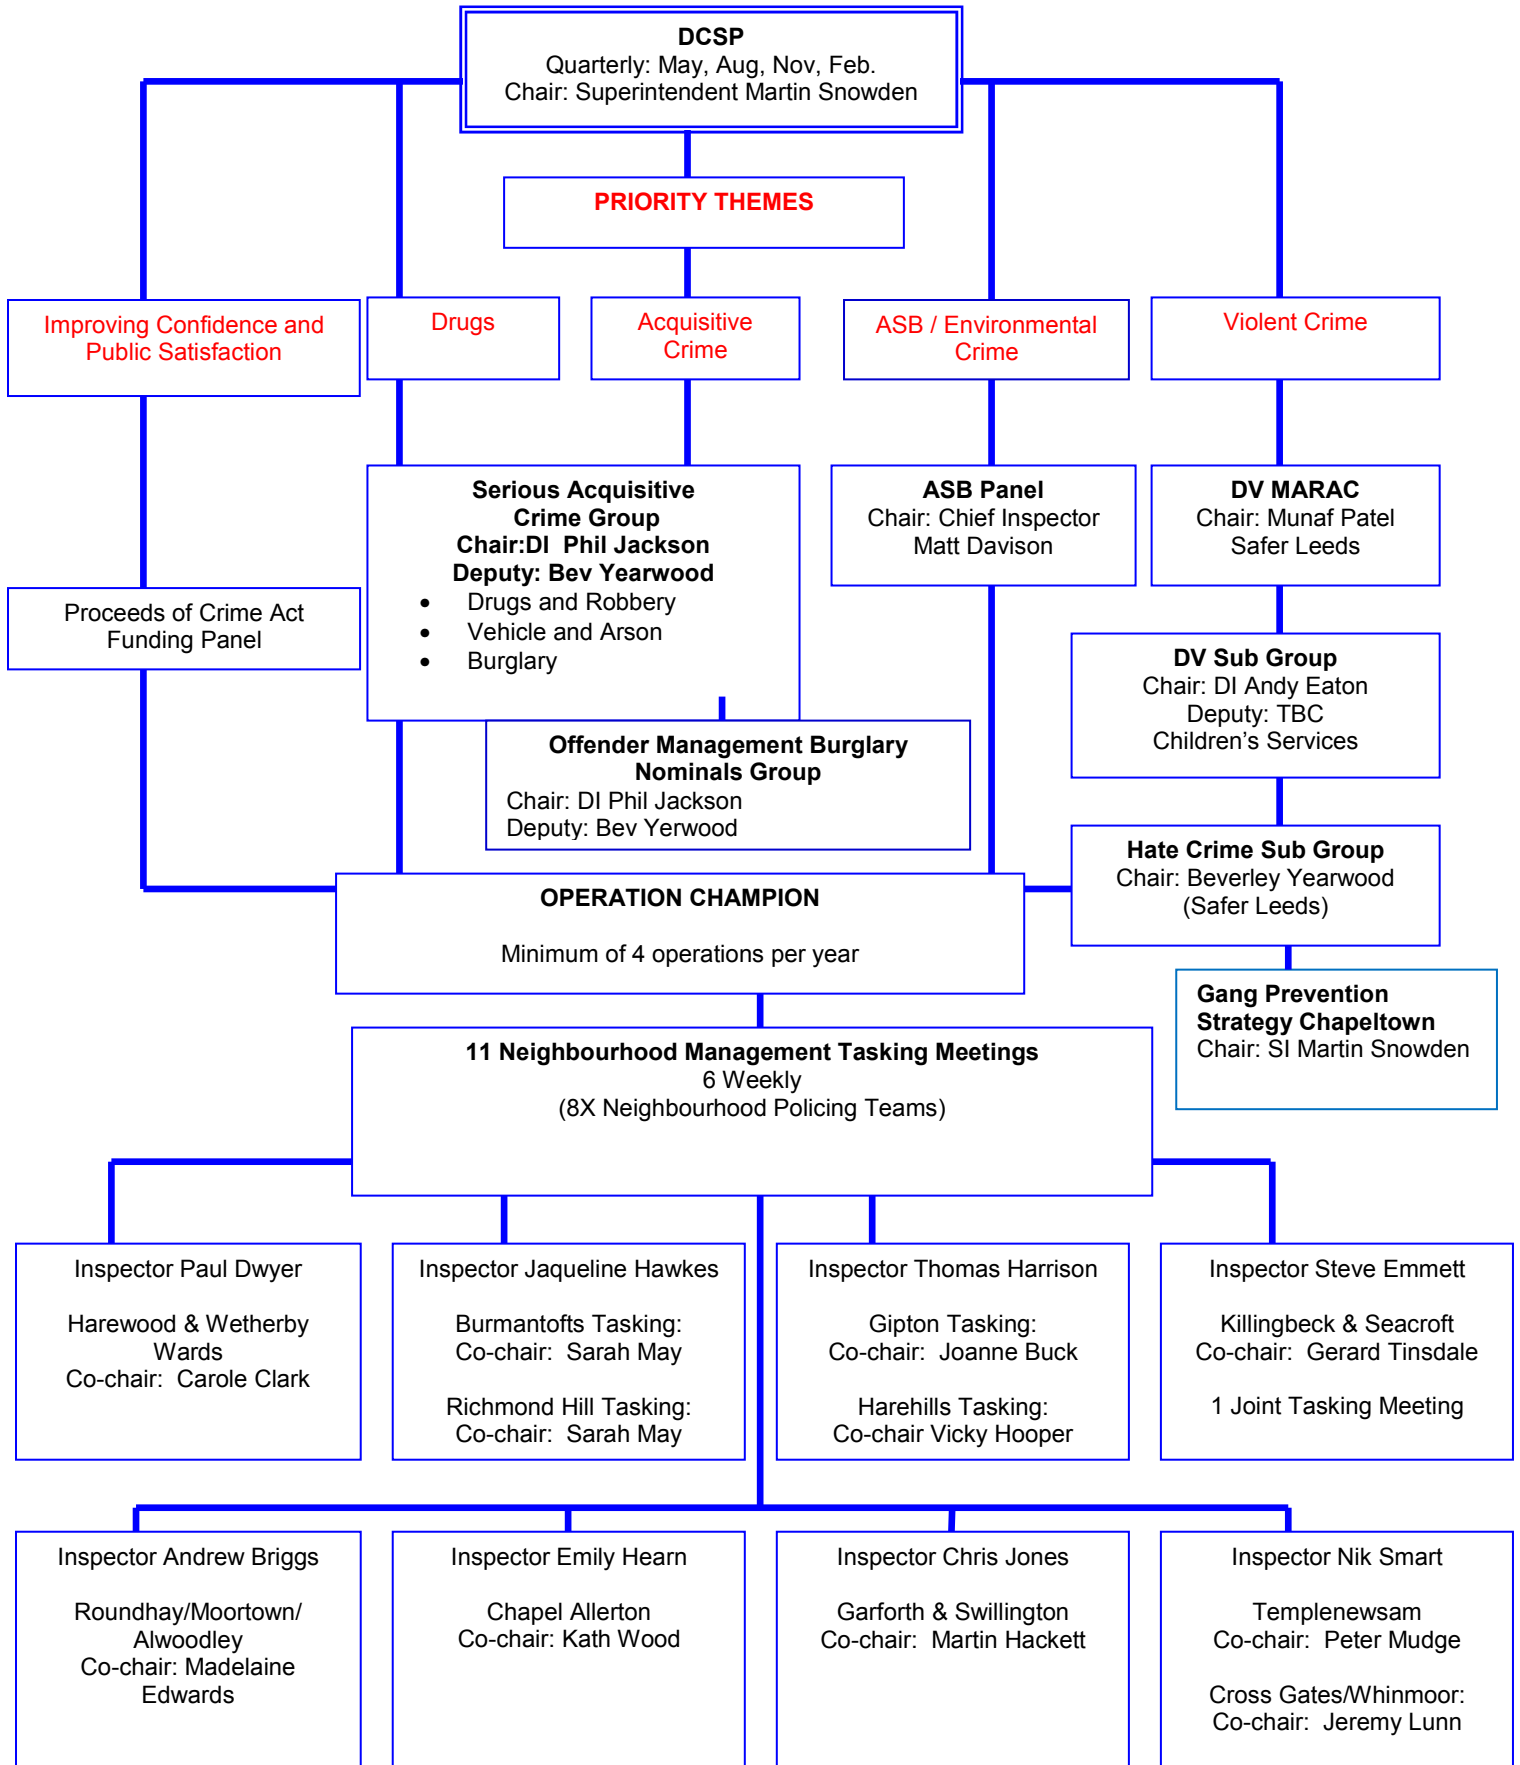 DCSP
Quarterly: May, Aug, Nov, Feb.
Chair: Superintendent Martin Snowden
PRIORITY THEMES
Improving Confidence and
Public Satisfaction
Drugs
Acquisitive
Crime
ASB / Environmental
Crime
Violent Crime
Serious Acquisitive
Crime Group
Chair:DI Phil Jackson
Deputy: Bev Yearwood
• Drugs and Robbery
• Vehicle and Arson
• Burglary
ASB Panel
Chair: Chief Inspector
Matt Davison
DV MARAC
Chair: Munaf Patel
Safer Leeds
Proceeds of Crime Act
Funding Panel
DV Sub Group
Chair: DI Andy Eaton
Deputy: TBC
Children’s Services
Offender Management Burglary
Nominals Group
Chair: DI Phil Jackson
Deputy: Bev Yerwood
Hate Crime Sub Group
Chair: Beverley Yearwood
(Safer Leeds)
OPERATION CHAMPION
Minimum of 4 operations per year
Gang Prevention
Strategy Chapeltown
Chair: SI Martin Snowden
11 Neighbourhood Management Tasking Meetings
6 Weekly
(8X Neighbourhood Policing Teams)
Inspector Paul Dwyer
Harewood & Wetherby
Wards
Co-chair: Carole Clark
Inspector Jaqueline Hawkes
Burmantofts Tasking:
Co-chair: Sarah May
Richmond Hill Tasking:
Co-chair: Sarah May
Inspector Thomas Harrison
Gipton Tasking:
Co-chair: Joanne Buck
Harehills Tasking:
Co-chair Vicky Hooper
Inspector Steve Emmett
Killingbeck & Seacroft
Co-chair: Gerard Tinsdale
1 Joint Tasking Meeting
Inspector Andrew Briggs
Roundhay/Moortown/
Alwoodley
Co-chair: Madelaine
Edwards
Inspector Emily Hearn
Chapel Allerton
Co-chair: Kath Wood
Inspector Chris Jones
Garforth & Swillington
Co-chair: Martin Hackett
Inspector Nik Smart
Templenewsam
Co-chair: Peter Mudge
Cross Gates/Whinmoor:
Co-chair: Jeremy Lunn